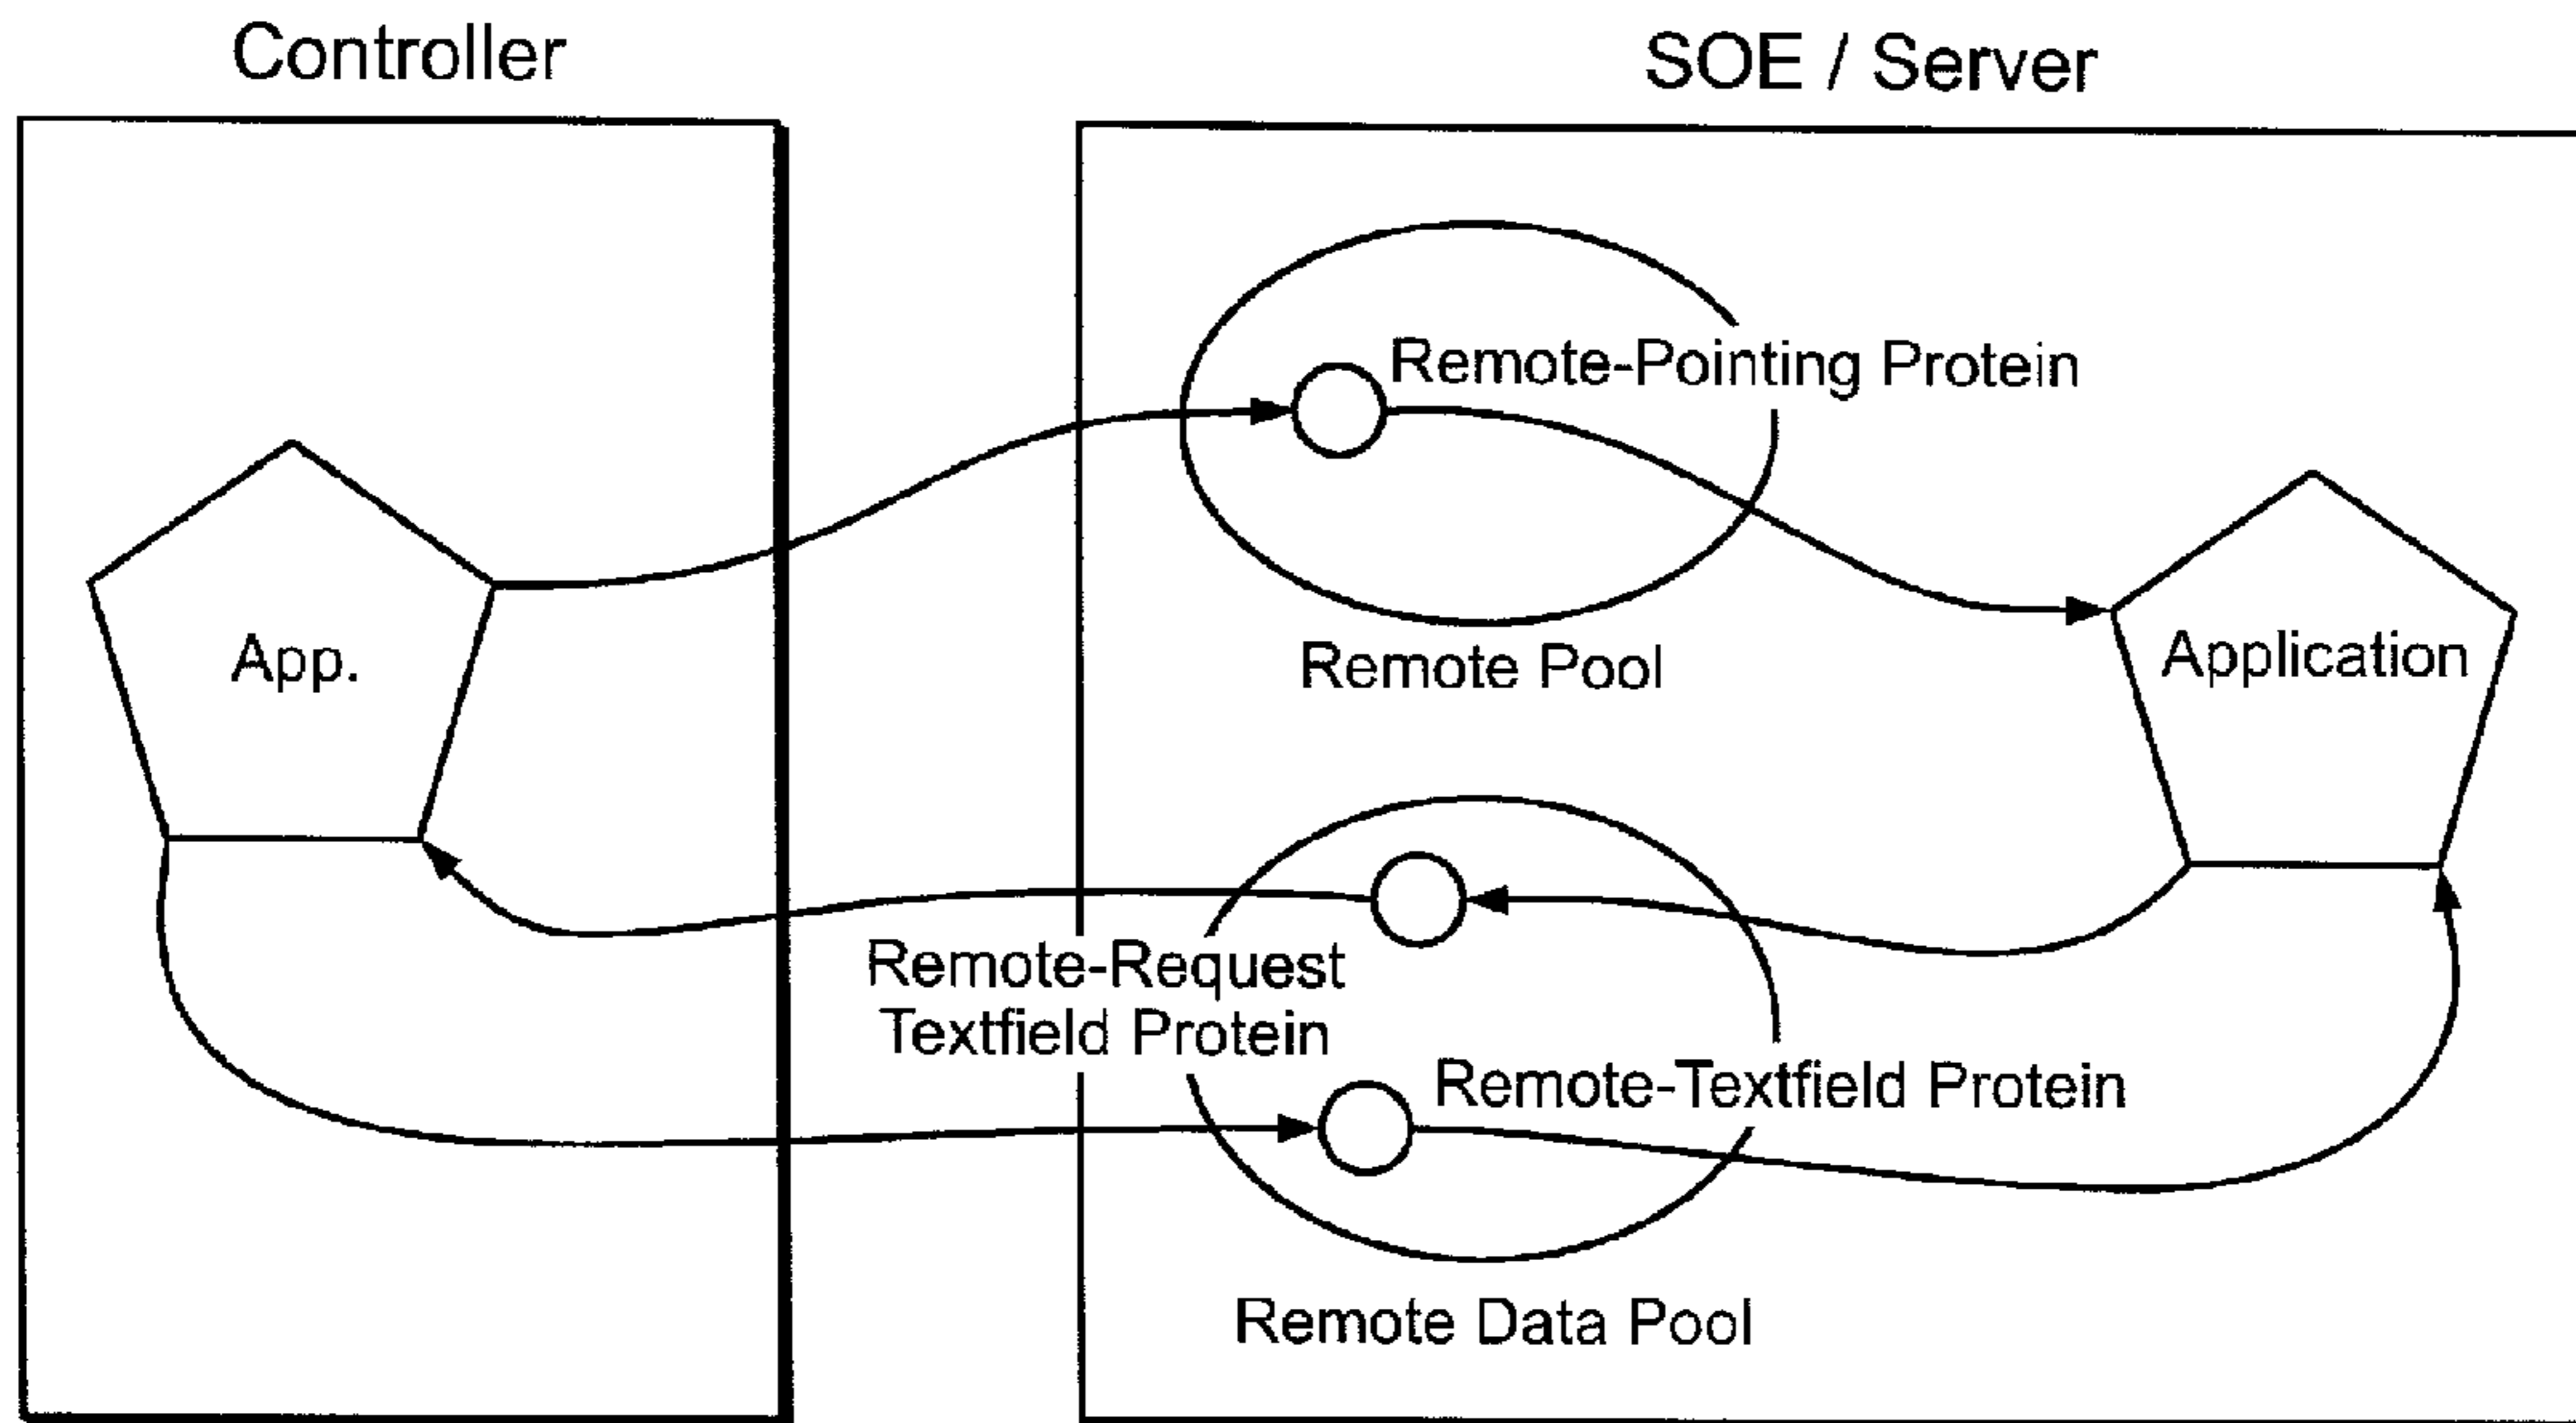 Controller
SOE / Server
Remote-Pointing Protein
App.
Remote Pool
Application
Remote-Request
Textfield Protein
Remote-Textfield Protein
Remote Data Pool